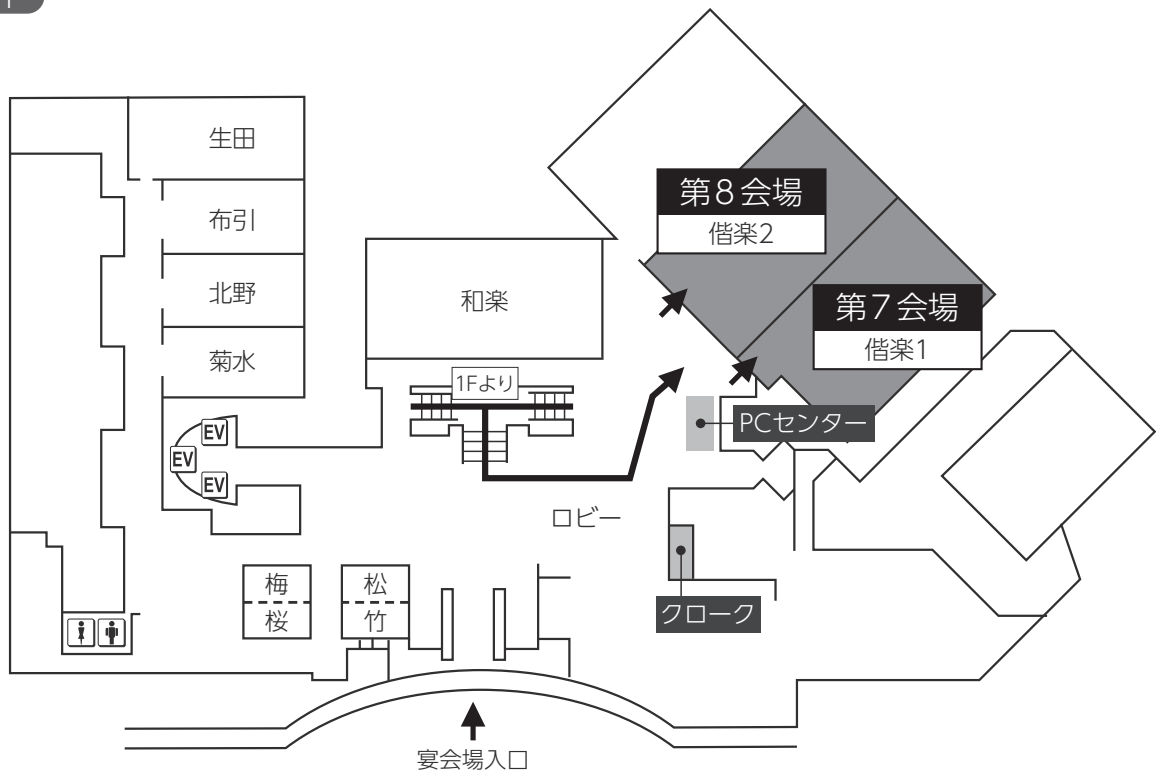 生田
布引
北野
菊水
和楽
1Fより
第8会場
偕楽2
第7会場
偕楽1
PCセンター
EV
EV
EV
ロビー
クローク
梅
桜
松
竹
宴会場入口